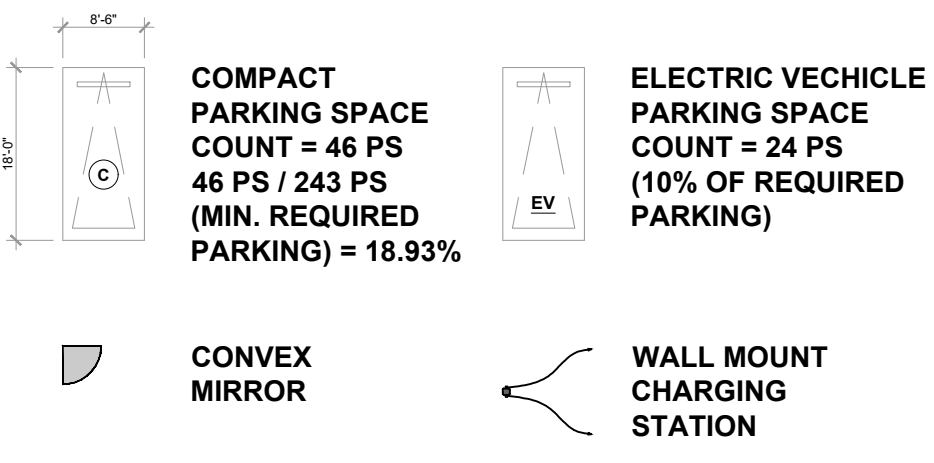 8'-6"
18'-0"
C
COMPACT
PARKING SPACE
COUNT = 46 PS
46 PS / 243 PS
(MIN. REQUIRED
PARKING) = 18.93%
EV
ELECTRIC VECHICLE
PARKING SPACE
COUNT = 24 PS
(10% OF REQUIRED
PARKING)
CONVEX
MIRROR
WALL MOUNT
CHARGING
STATION